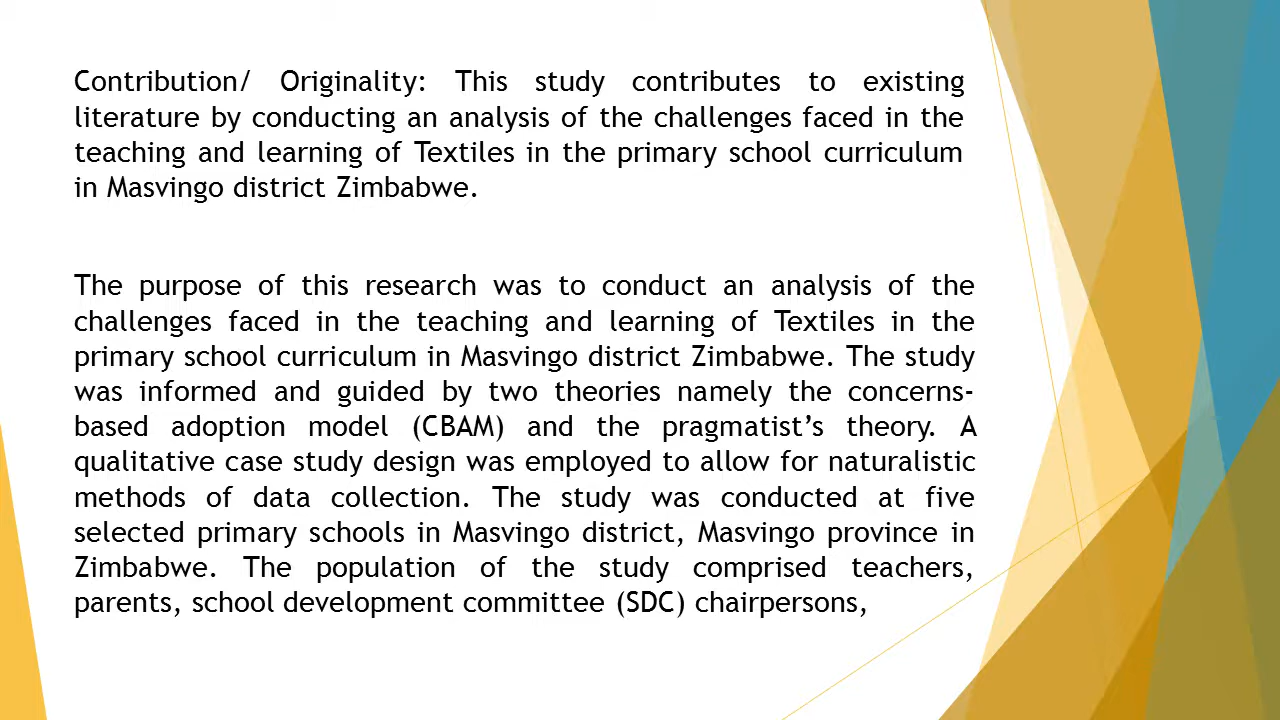 Contribution/ Originality: This study contributes to existing
literature by conducting an analysis of the challenges faced in the
teaching and learning of Textiles in the primary school curriculum
in Masvingo district Zimbabwe.
The purpose of this research was to conduct an analysis of the
challenges faced in the teaching and learning of Textiles in the
primary school curriculum in Masvingo district Zimbabwe. The study
was informed and guided by two theories namely the concerns-
based adoption model (CBAM) and the pragmatist’s theory. A
qualitative case study design was employed to allow for naturalistic
methods of data collection. The study was conducted at five
selected primary schools in Masvingo district, Masvingo province in
Zimbabwe. The population of the study comprised teachers,
parents, school development committee (SDC) chairpersons,